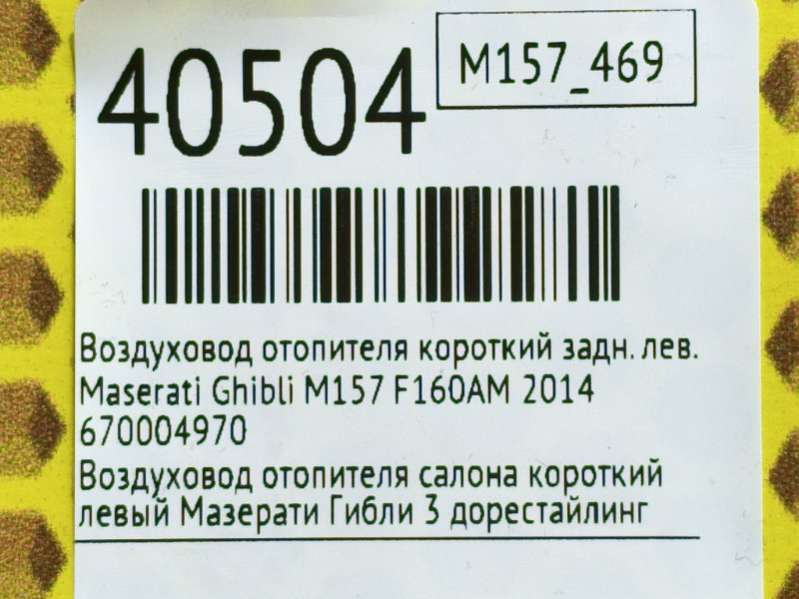 40504
M157_469
Воздуховод отопителя короткий задн. лев.
Maserati Ghibli M157 F160AM 2014
670004970
Воздуховод отопителя салона короткий
левый Мазерати Гибли 3 дорестайлинг